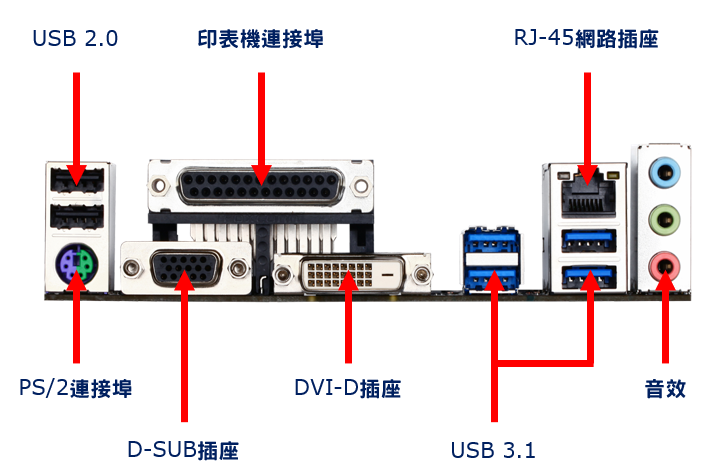 USB 2.0
印表機連接埠
RJ-45網路插座
PS/2連接埠
DVI-D插座
音效
D-SUB插座
USB 3.1